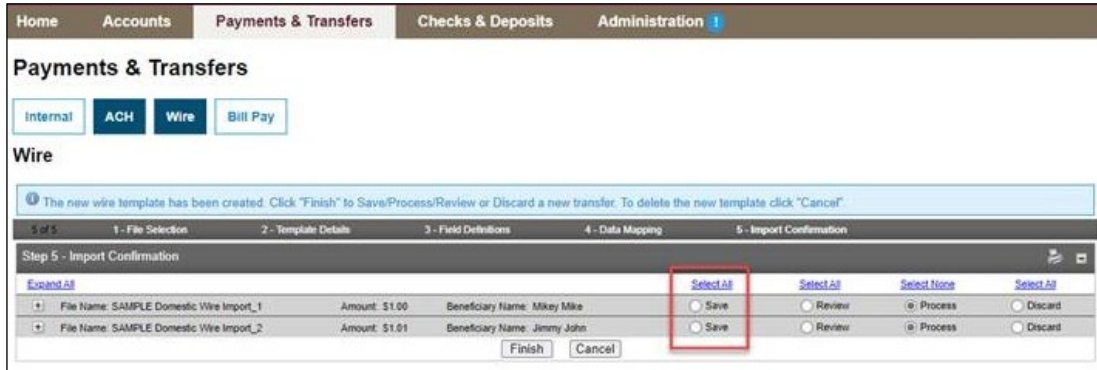 Home Accounts Payments & Transfers Checks & Deposits Administration !
Payments & Transfers
Internal ACH Wire Bill Pay
Wire
The new wire template has been created. Click "Finish" to Save/Process/Review or Discard a new transfer. To delete the new template click "Cancel"
5 of 5 1 - File Selection 2 - Template Details 3 - Field Definitions 4 - Data Mapping 5 - Import Confirmation
Step 5 - Import Confirmation
Expand All Select All Select All Select None Select All
+ File Name: SAMPLE Domestic Wire Import_1 Amount: $1.00 Beneficiary Name: Mikey Mike Save Review Process Discard
+ File Name: SAMPLE Domestic Wire Import_2 Amount: $1.01 Beneficiary Name: Jimmy John Save Review Process Discard
Finish Cancel